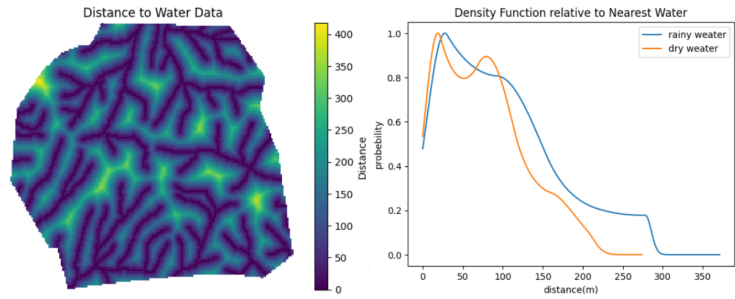 Distance to Water Data
400
350
300
250
200
150
100
50
0
Distance
Density Function relative to Nearest Water
rainy weater
dry weater
1.0
0.8
0.6
0.4
0.2
0.0
probebility
0 50 100 150 200 250 300 350
distance(m)